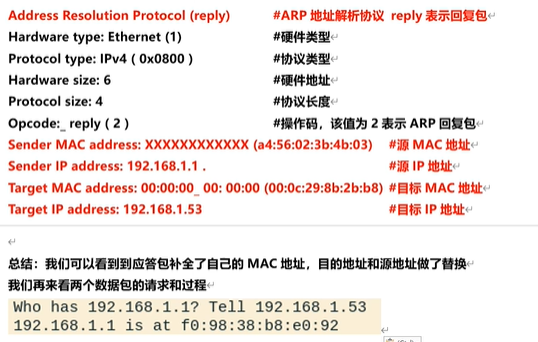 Address Resolution Protocol (reply) #ARP 地址解析协议 reply 表示回复包
Hardware type: Ethernet (1) #硬件类型
Protocol type: IPv4 ( 0x0800 ) #协议类型
Hardware size: 6 #硬件地址
Protocol size: 4 #协议长度
Opcode:_ reply ( 2 ) #操作码，该值为 2 表示 ARP 回复包
Sender MAC address: XXXXXXXXXXXX (a4:56:02:3b:4b:03) #源 MAC 地址
Sender IP address: 192.168.1.1 . #源 IP 地址
Target MAC address: 00:00:00_ 00: 00:00 (00:0c:29:8b:2b:b8) #目标 MAC 地址
Target IP address: 192.168.1.53 #目标 IP 地址
总结：我们可以看到到应答包补全了自己的 MAC 地址，目的地址和源地址做了替换
我们再来看两个数据包的请求和过程
Who has 192.168.1.1? Tell 192.168.1.53
192.168.1.1 is at f0:98:38:b8:e0:92